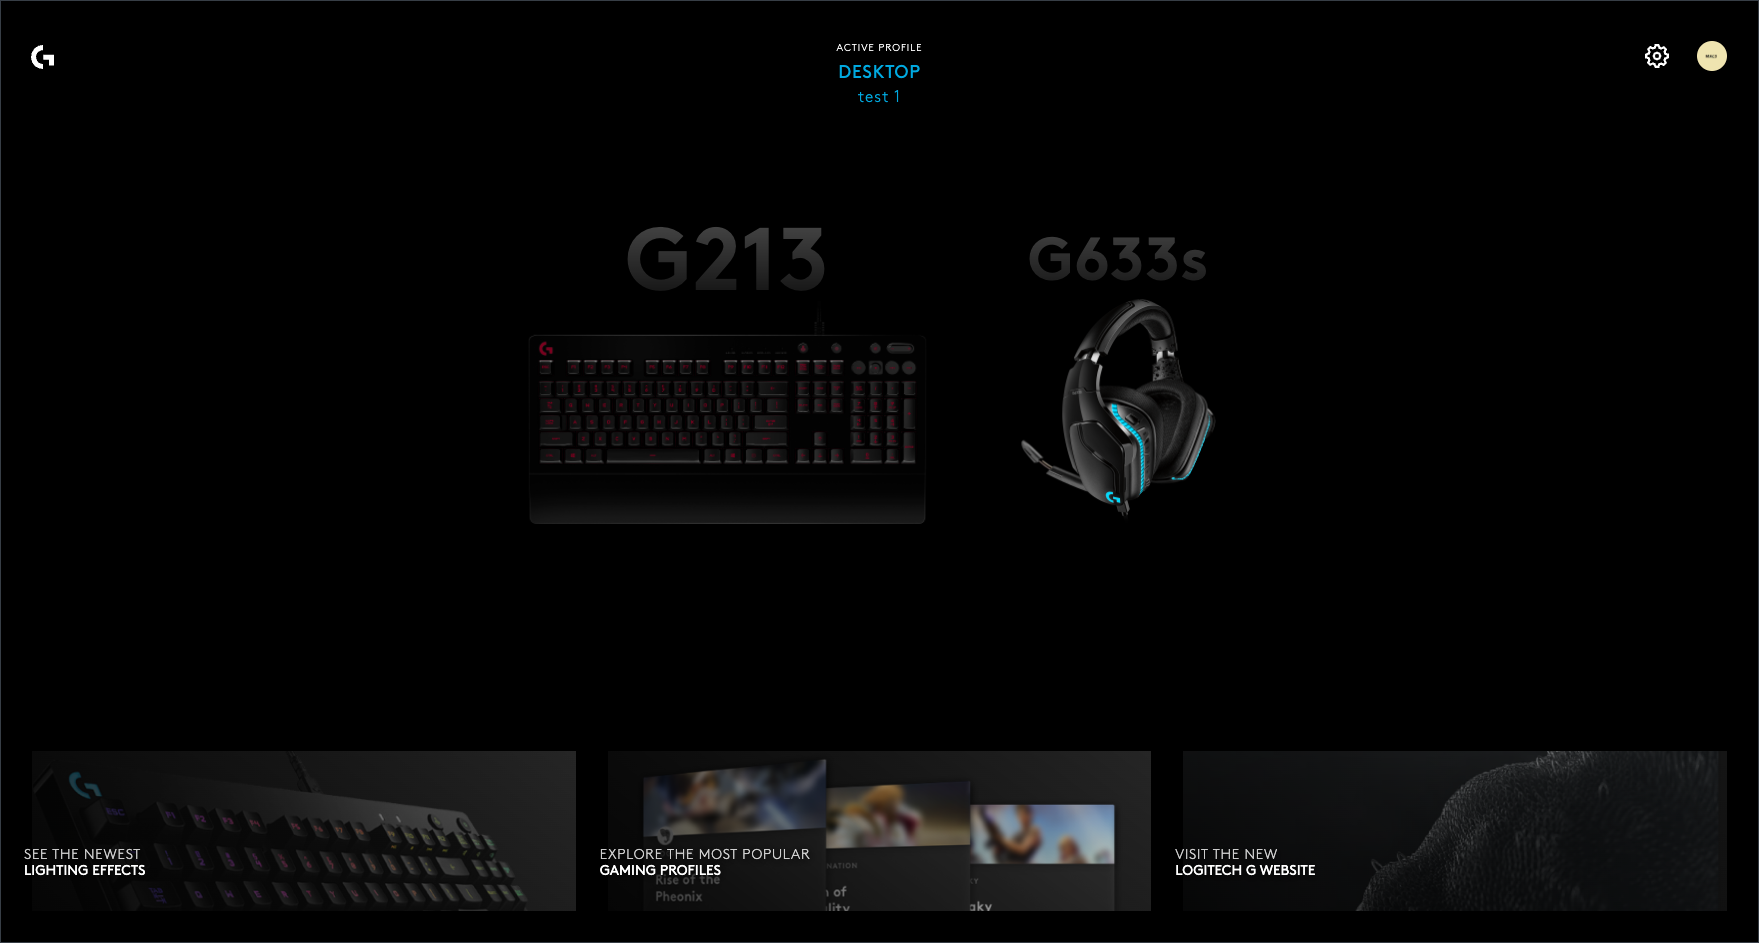 ACTIVE PROFILE
DESKTOP
test 1
G213
G633s
SEE THE NEWEST
LIGHTING EFFECTS
EXPLORE THE MOST POPULAR
GAMING PROFILES
Rise of the
Pheonix
VISIT THE NEW
LOGITECH G WEBSITE